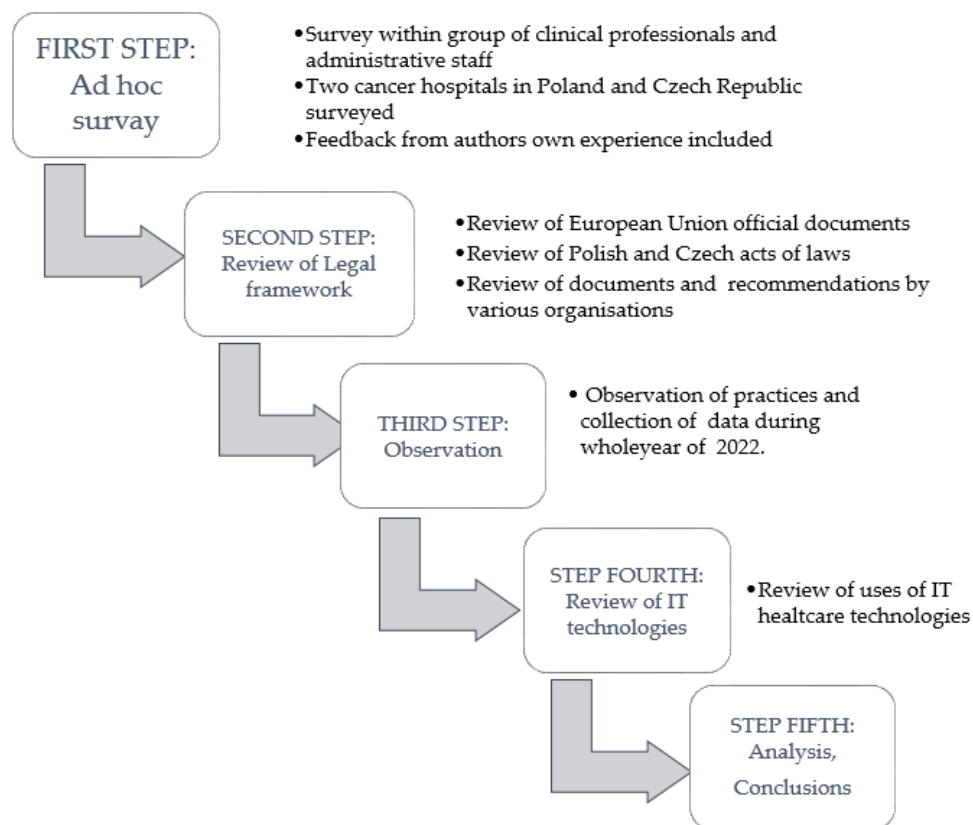 FIRST STEP:
Ad hoc
survay
•Survey within group of clinical professionals and
administrative staff
•Two cancer hospitals in Poland and Czech Republic
surveyed
•Feedback from authors own experience included
SECOND STEP:
Review of Legal
framework
•Review of European Union official documents
•Review of Polish and Czech acts of laws
•Review of documents and recommendations by
various organisations
THIRD STEP:
Observation
• Observation of practices and
collection of data during
wholeyear of 2022.
STEP FOURTH:
Review of IT
technologies
•Review of uses of IT
healtcare technologies
STEP FIFTH:
Analysis,
Conclusions